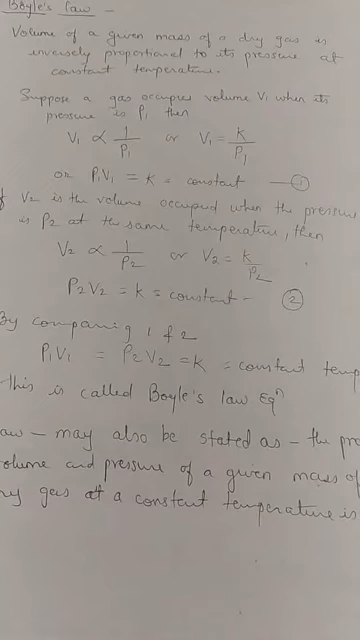 Boyle's law -
Volume of a given mass of a dry gas is
inversely proportional to its pressure at
constant temperature.
Suppose a gas occupies volume V₁ when its
pressure is P₁ then
V₁ ∝ 1/P₁ or V₁ = K/P₁
or P₁V₁ = K = constant — ①
V₂ is the volume occupied when the pressure
is P₂ at the same temperature, then
V₂ ∝ 1/P₂ or V₂ = K/P₂
P₂V₂ = K = constant - ②
By comparing 1 & 2
P₁V₁ = P₂V₂ = K = constant temp
This is called Boyle's law Eqⁿ
law - may also be stated as - the pro
volume and pressure of a given mass of
dry gas at a constant temperature is